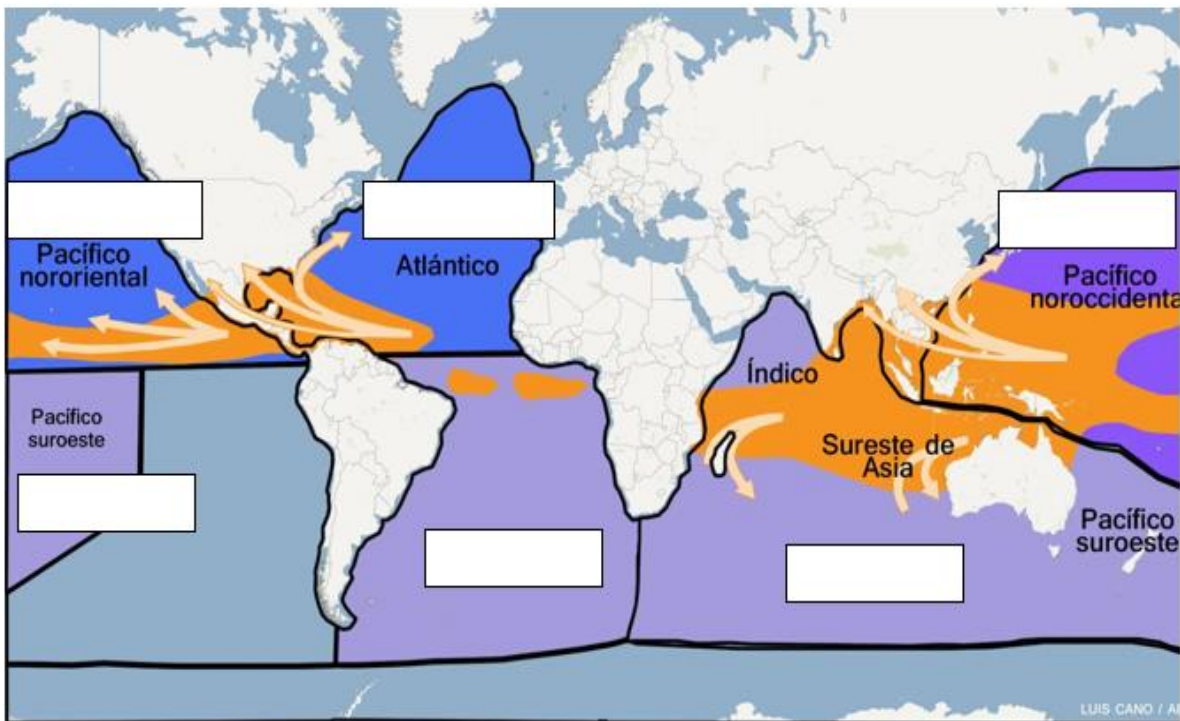 Pacífico
nororiental
Atlántico
Pacífico
noroccidenta
Índico
Pacífico
suroeste
Sureste de
Asia
Pacífico
suroeste
LUIS CANO / A